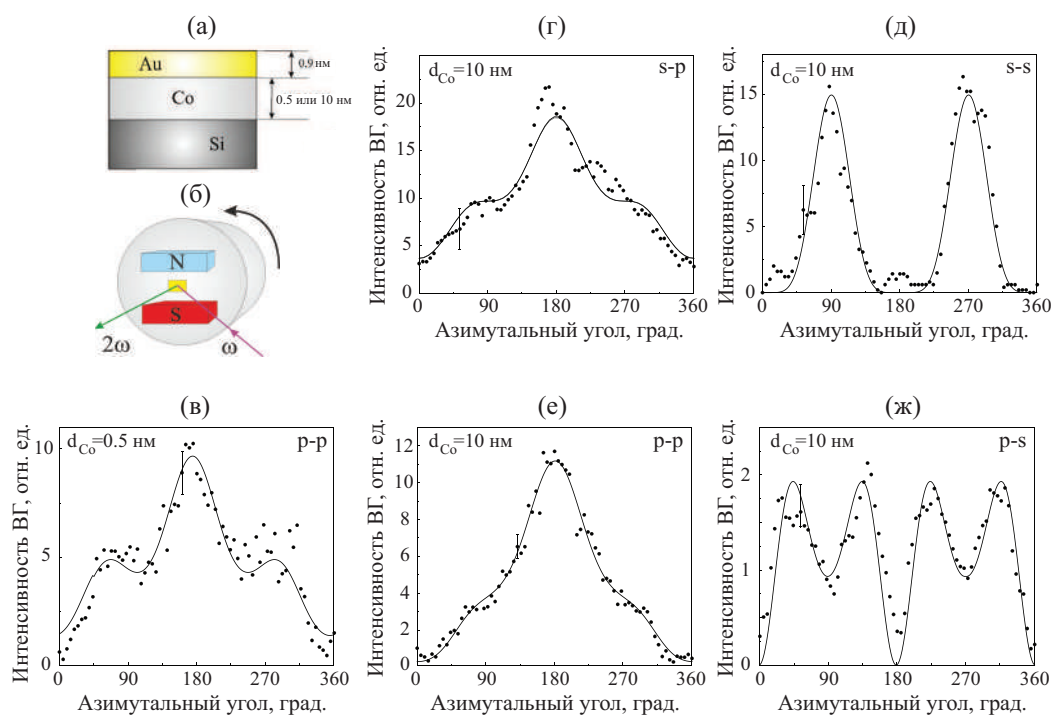 (а)
Au
Co
Si
0.9 нм
0.5 или 10 нм
(б)
N
S
2ω
ω
(г)
d Co=10 нм
s-p
Интенсивность ВГ, отн. ед.
20
15
10
5
0
0 90 180 270 360
Азимутальный угол, град.
(д)
d Co=10 нм
s-s
Интенсивность ВГ, отн. ед.
15
10
5
0
0 90 180 270 360
Азимутальный угол, град.
(в)
d Co=0.5 нм
p-p
Интенсивность ВГ, отн. ед.
10
5
0
0 90 180 270 360
Азимутальный угол, град.
(е)
d Co=10 нм
p-p
Интенсивность ВГ, отн. ед.
12
10
8
6
4
2
0
0 90 180 270 360
Азимутальный угол, град.
(ж)
d Co=10 нм
p-s
Интенсивность ВГ, отн. ед.
2
1
0
0 90 180 270 360
Азимутальный угол, град.